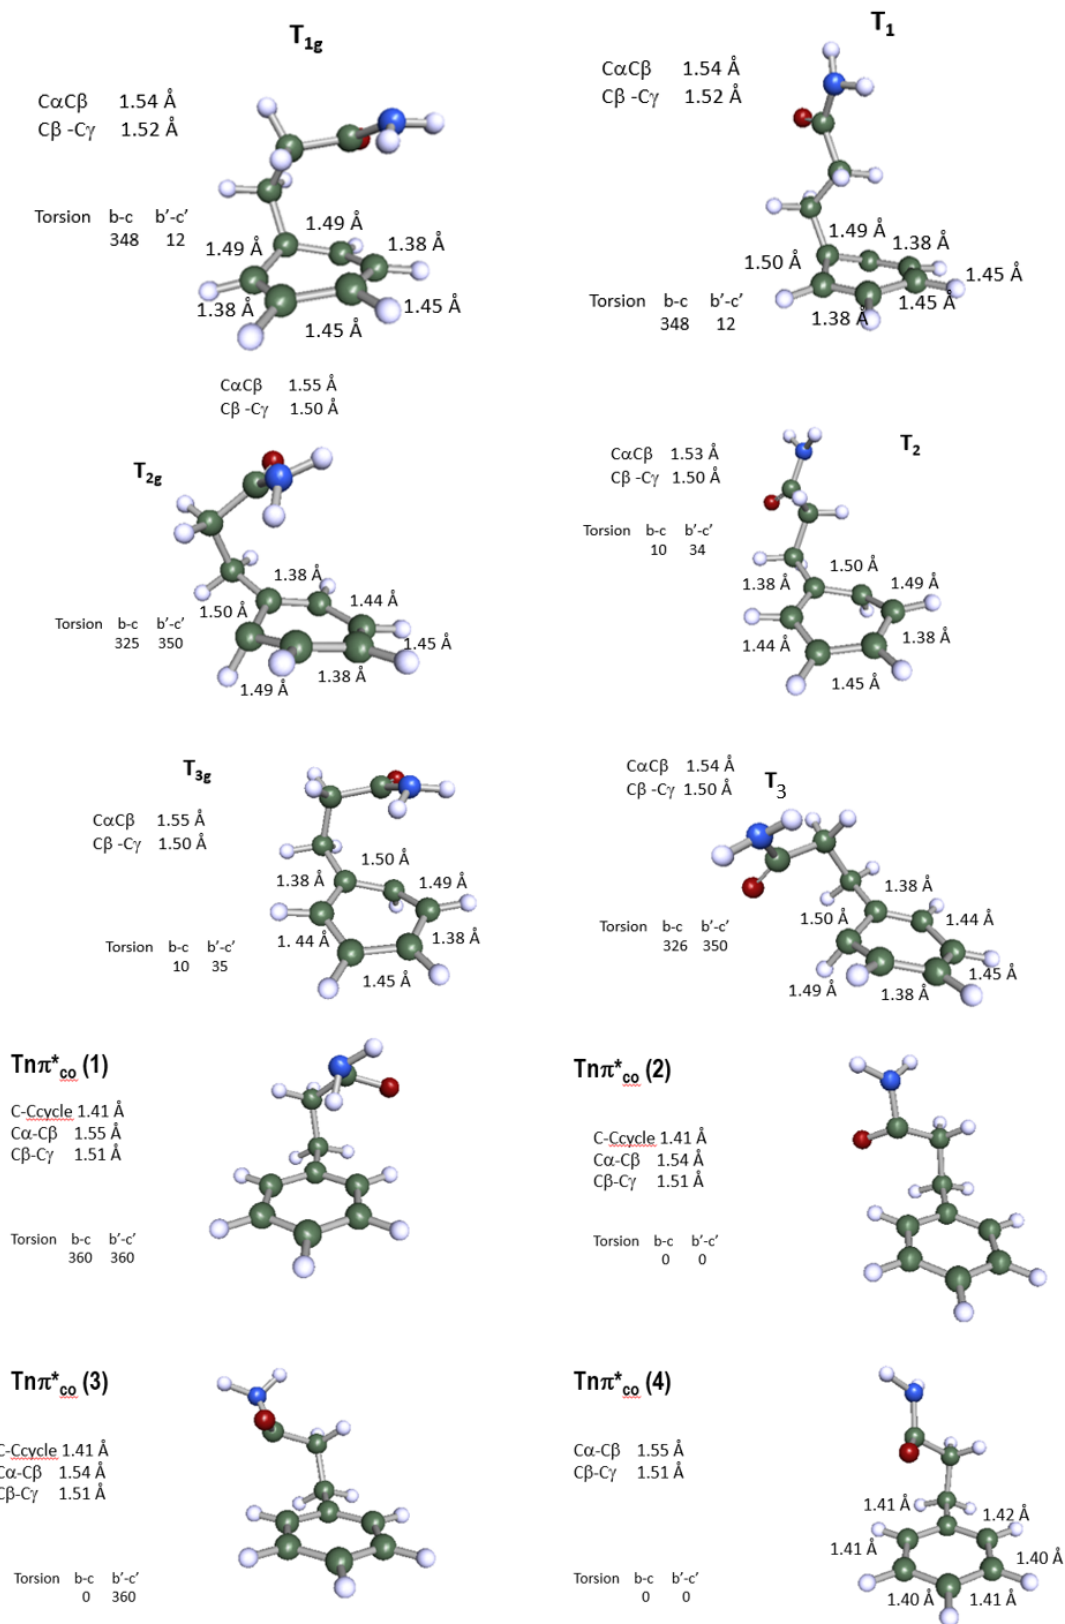 T1g
CαCβ 1.54 Å
Cβ -Cγ 1.52 Å
Torsion b-c b'-c'
348 12
1.49 Å
1.49 Å
1.38 Å
1.38 Å
1.45 Å
1.45 Å
T1
CαCβ 1.54 Å
Cβ -Cγ 1.52 Å
1.49 Å
1.38 Å
1.50 Å
1.45 Å
1.45 Å
1.38 Å
Torsion b-c b'-c'
348 12
CαCβ 1.55 Å
Cβ -Cγ 1.50 Å
T2g
1.38 Å
1.50 Å
1.44 Å
Torsion b-c b'-c'
325 350
1.45 Å
1.38 Å
1.49 Å
T2
CαCβ 1.53 Å
Cβ -Cγ 1.50 Å
Torsion b-c b'-c'
10 34
1.50 Å
1.38 Å
1.49 Å
1.44 Å
1.38 Å
1.45 Å
T3g
CαCβ 1.55 Å
Cβ -Cγ 1.50 Å
1.50 Å
1.38 Å
1.49 Å
1. 44 Å
1.38 Å
Torsion b-c b'-c'
10 35
1.45 Å
CαCβ 1.54 Å
Cβ -Cγ 1.50 Å
T3
1.38 Å
1.50 Å
1.44 Å
Torsion b-c b'-c'
326 350
1.45 Å
1.49 Å
1.38 Å
Tnπ*co (1)
C-Ccycle 1.41 Å
Cα-Cβ 1.55 Å
Cβ-Cγ 1.51 Å
Torsion b-c b'-c'
360 360
Tnπ*co (2)
C-Ccycle 1.41 Å
Cα-Cβ 1.54 Å
Cβ-Cγ 1.51 Å
Torsion b-c b'-c'
0 0
Tnπ*co (3)
C-Ccycle 1.41 Å
Cα-Cβ 1.54 Å
Cβ-Cγ 1.51 Å
Torsion b-c b'-c'
0 360
Tnπ*co (4)
Cα-Cβ 1.55 Å
Cβ-Cγ 1.51 Å
1.41 Å
1.42 Å
1.41 Å
1.40 Å
1.40 Å
1.41 Å
Torsion b-c b'-c'
0 0